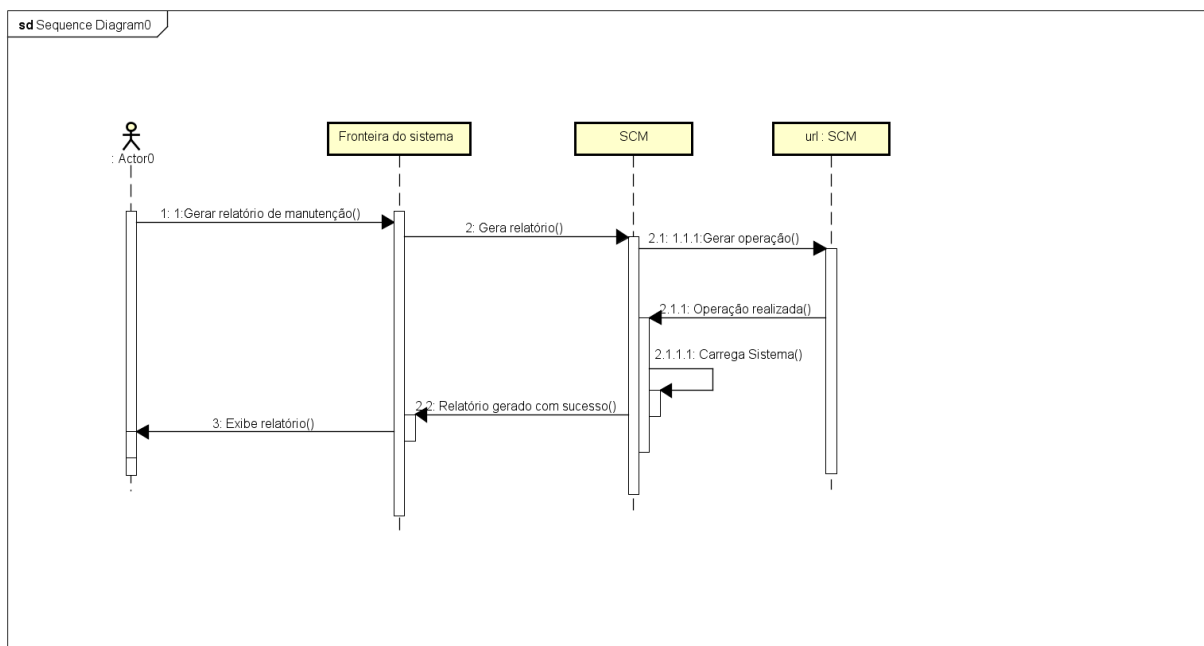 sd Sequence Diagram0
: Actor0
Fronteira do sistema
SCM
url : SCM
1: 1:Gerar relatório de manutenção()
2: Gera relatório()
2.1: 1.1.1:Gerar operação()
2.1.1: Operação realizada()
2.1.1.1: Carrega Sistema()
2.2: Relatório gerado com sucesso()
3: Exibe relatório()